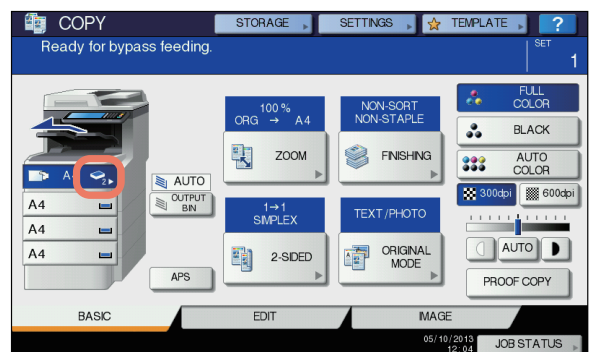 COPY
STORAGE
SETTINGS
TEMPLATE
?
Ready for bypass feeding.
SET
1
100 %
ORG → A4
ZOOM
NON-SORT
NON-STAPLE
FINISHING
FULL
COLOR
BLACK
AUTO
COLOR
300dpi
600dpi
A4
2
A4
A4
A4
AUTO
OUTPUT
BIN
APS
1→1
SIMPLEX
2-SIDED
TEXT/PHOTO
ORIGINAL
MODE
AUTO
PROOF COPY
BASIC
EDIT
IMAGE
05/10/2013
12:04
JOB STATUS